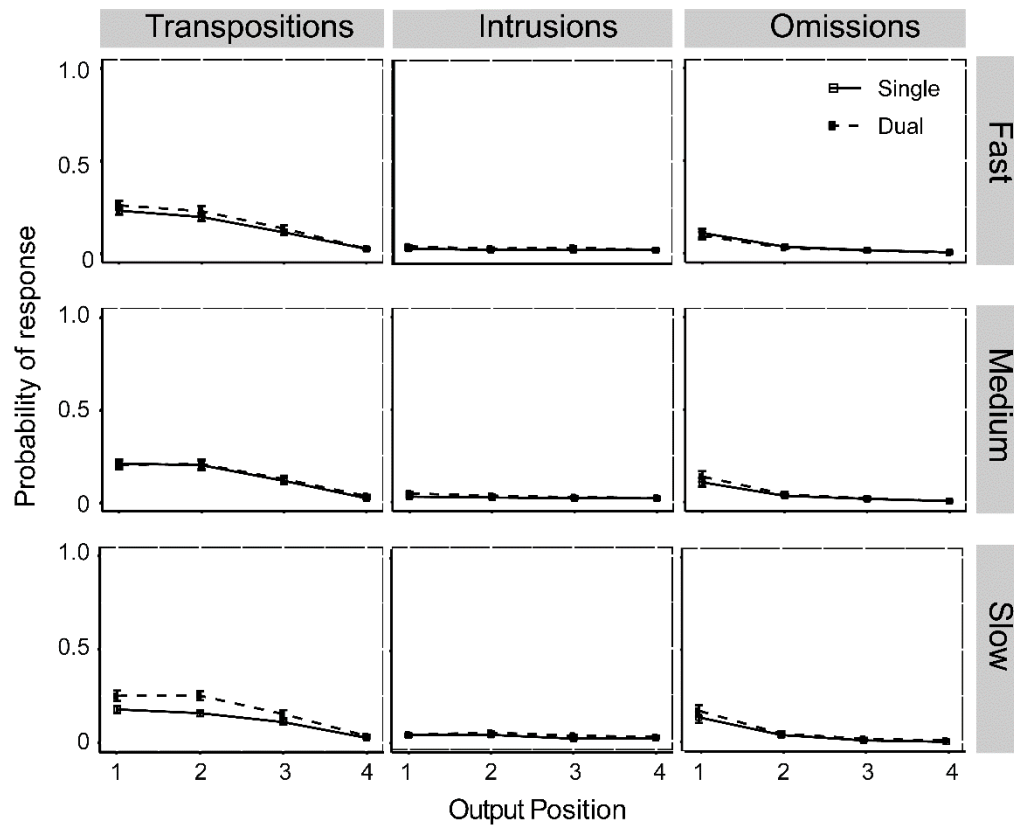 Transpositions Intrusions Omissions
1.0
0.5
0
Single
Dual
Fast
1.0
0.5
0
Medium
1.0
0.5
0
Slow
Probability of response
1 2 3 4 1 2 3 4 1 2 3 4
Output Position